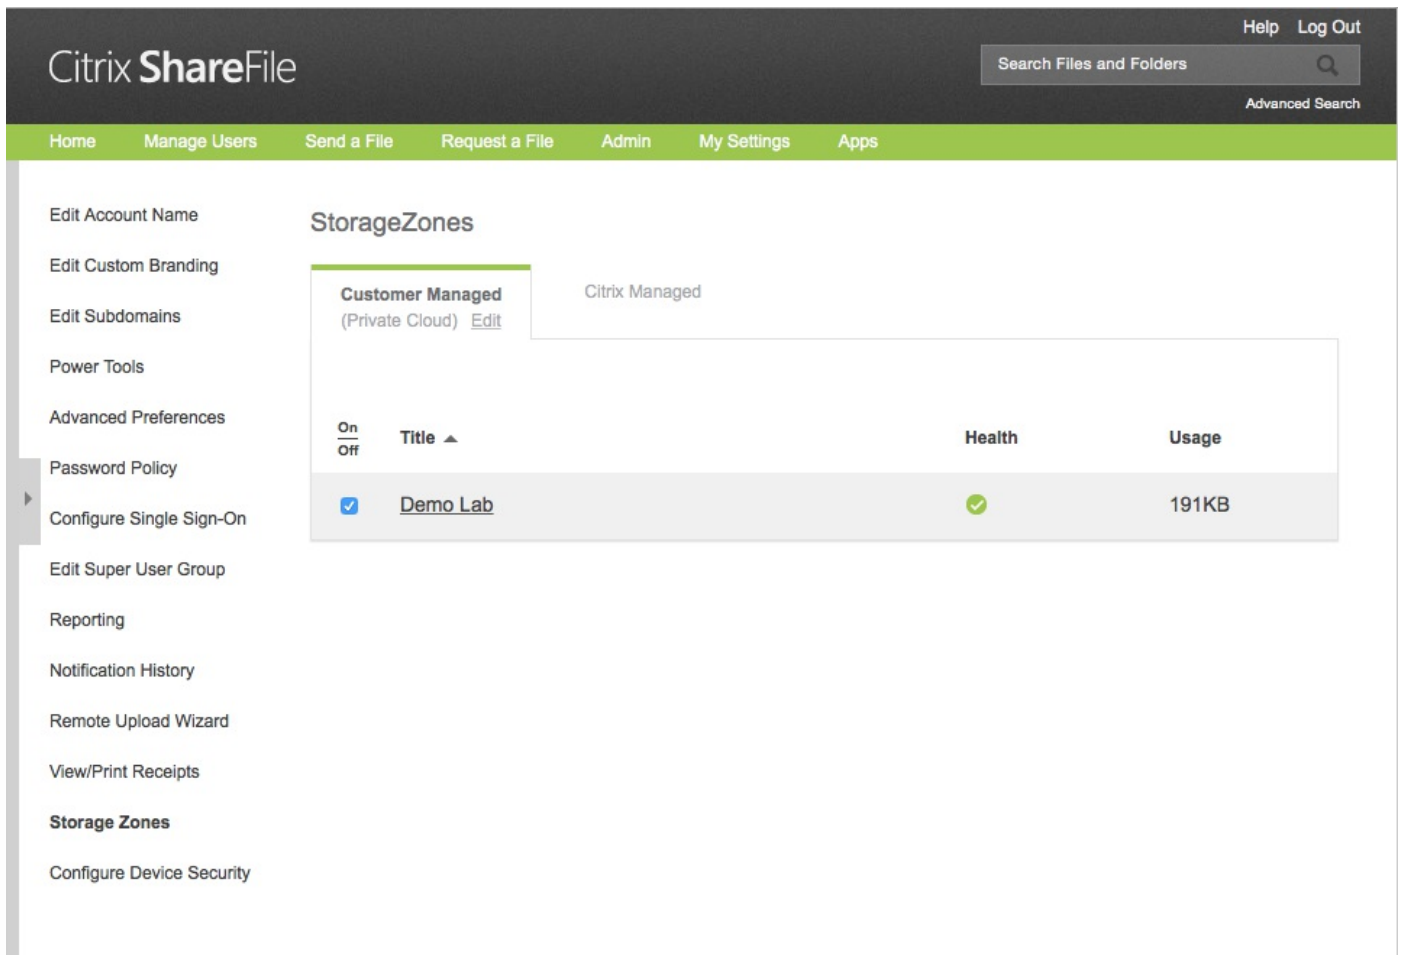 Help Log Out
Citrix ShareFile
Search Files and Folders
Advanced Search
Home Manage Users Send a File Request a File Admin My Settings Apps
Edit Account Name
Edit Custom Branding
Edit Subdomains
Power Tools
Advanced Preferences
Password Policy
Configure Single Sign-On
Edit Super User Group
Reporting
Notification History
Remote Upload Wizard
View/Print Receipts
Storage Zones
Configure Device Security
StorageZones
Customer Managed
(Private Cloud) Edit
Citrix Managed
On
Off
Title Health Usage
Demo Lab 191KB